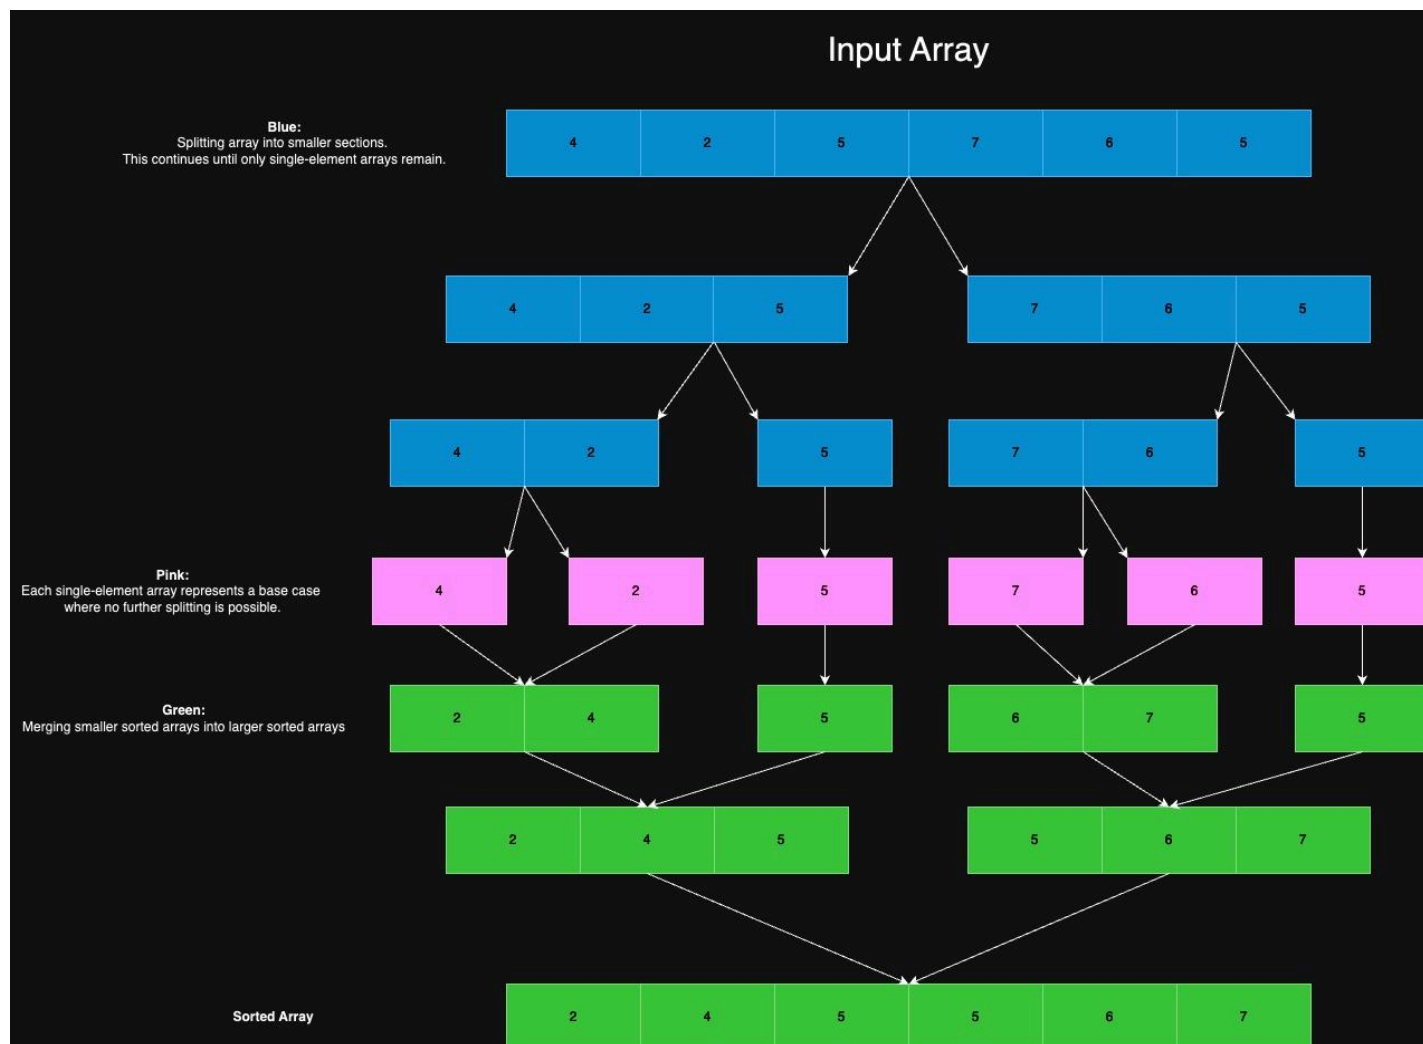 Input Array
Blue:
Splitting array into smaller sections.
This continues until only single-element arrays remain.
4 2 5 7 6 5
4 2 5 7 6 5
4 2 5 7 6 5
Pink:
Each single-element array represents a base case
where no further splitting is possible.
4 2 5 7 6 5
Green:
Merging smaller sorted arrays into larger sorted arrays
2 4 5 6 7 5
2 4 5 5 6 7
Sorted Array
2 4 5 5 6 7